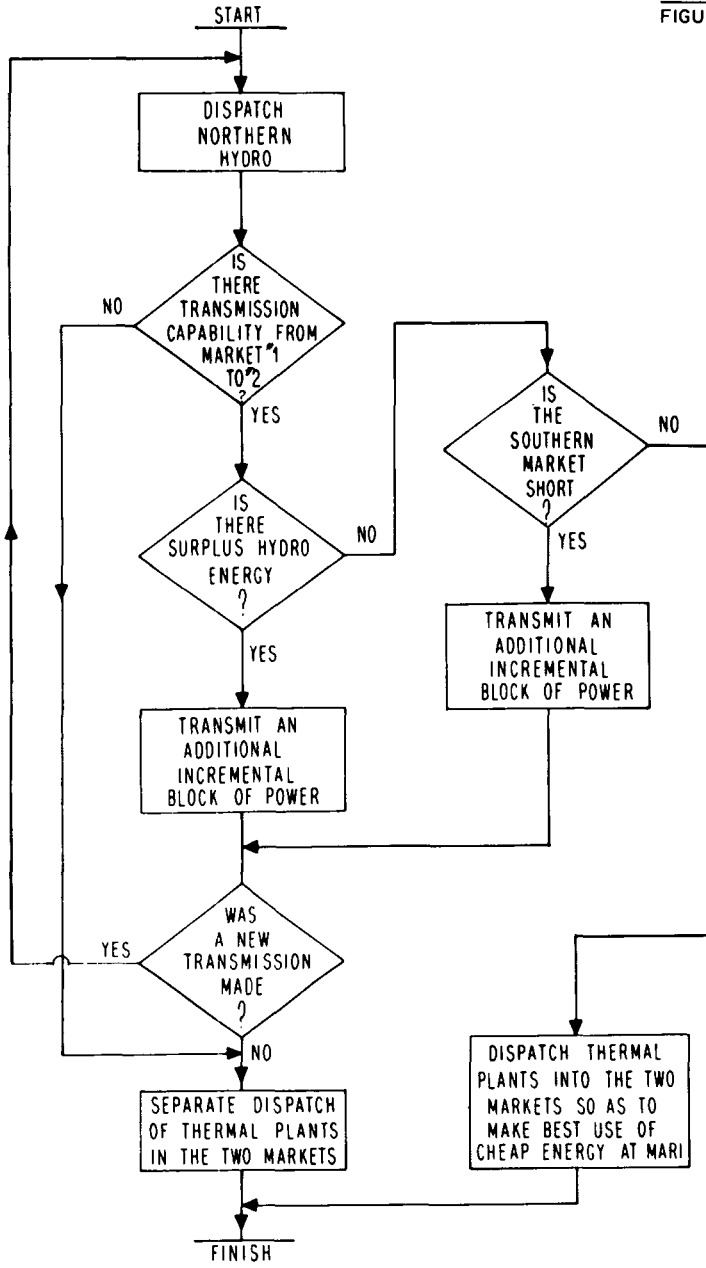 START
FIGU
DISPATCH
NORTHERN
HYDRO
IS
THERE
TRANSMISSION
CAPABILITY FROM
MARKET #1
TO #2
?
NO
YES
IS
THERE
SURPLUS HYDRO
ENERGY
?
NO
YES
IS
THE
SOUTHERN
MARKET
SHORT
?
NO
YES
TRANSMIT AN
ADDITIONAL
INCREMENTAL
BLOCK OF POWER
TRANSMIT AN
ADDITIONAL
INCREMENTAL
BLOCK OF POWER
WAS
A NEW
TRANSMISSION
MADE
?
YES
NO
SEPARATE DISPATCH
OF THERMAL PLANTS
IN THE TWO MARKETS
DISPATCH THERMAL
PLANTS INTO THE TWO
MARKETS SO AS TO
MAKE BEST USE OF
CHEAP ENERGY AT MARI
FINISH